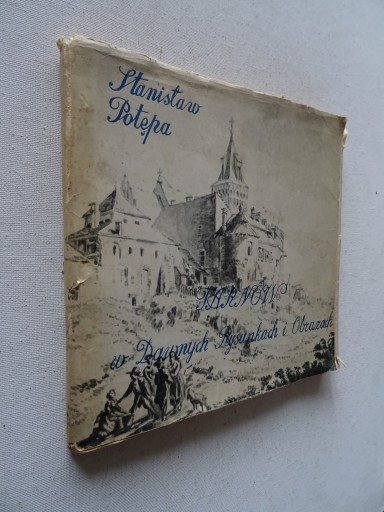 Stanisław
Potępa
TARNÓW
w Dawnych Rysunkach i Obrazach